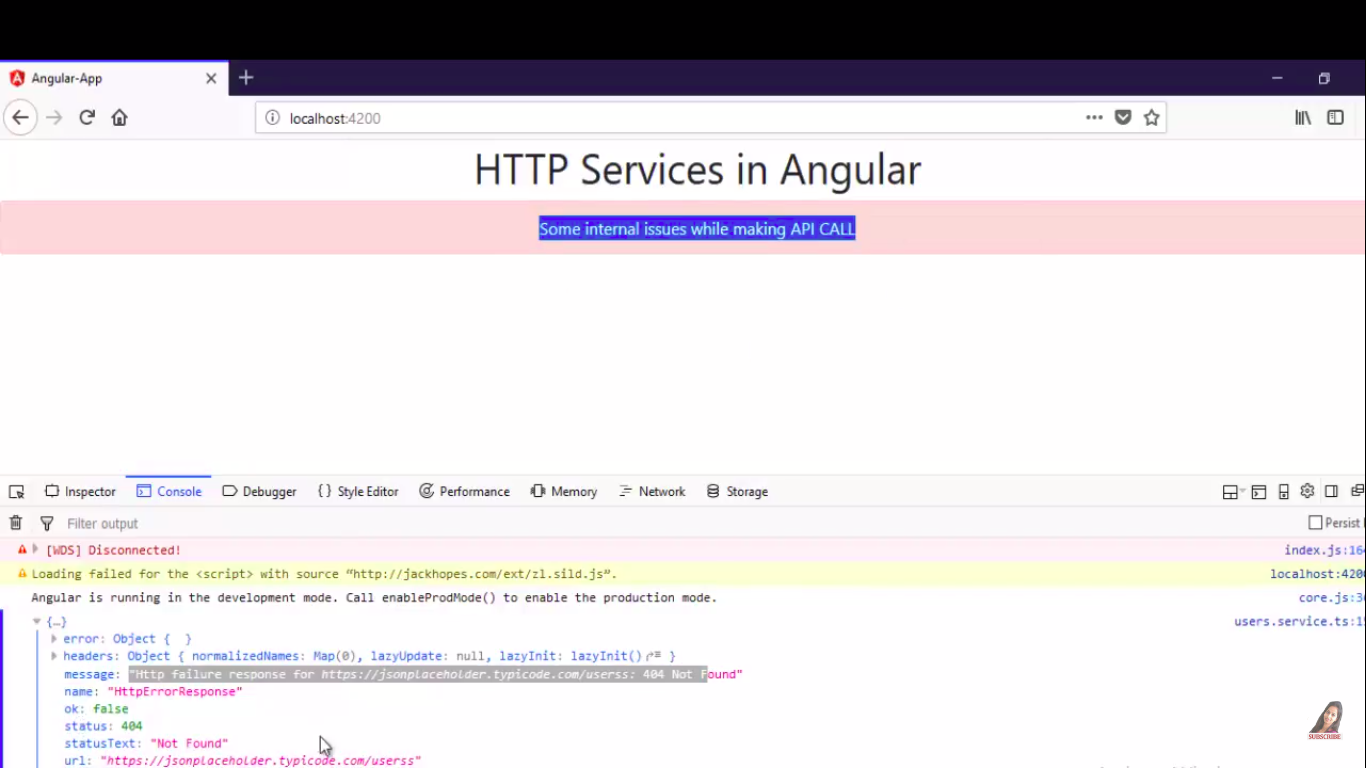 Angular-App
localhost:4200
HTTP Services in Angular
Some internal issues while making API CALL
Inspector Console Debugger {} Style Editor Performance Memory Network Storage
Filter output
Persist
[WDS] Disconnected! index.js:16
Loading failed for the <script> with source “http://jackhopes.com/ext/zl.sild.js”. localhost:4200
Angular is running in the development mode. Call enableProdMode() to enable the production mode. core.js:3
{…} users.service.ts:1
error: Object { }
headers: Object { normalizedNames: Map(0), lazyUpdate: null, lazyInit: lazyInit() }
message: "Http failure response for https://jsonplaceholder.typicode.com/userss: 404 Not Found"
name: "HttpErrorResponse"
ok: false
status: 404
statusText: "Not Found"
url: "https://jsonplaceholder.typicode.com/userss"
SUBSCRIBE